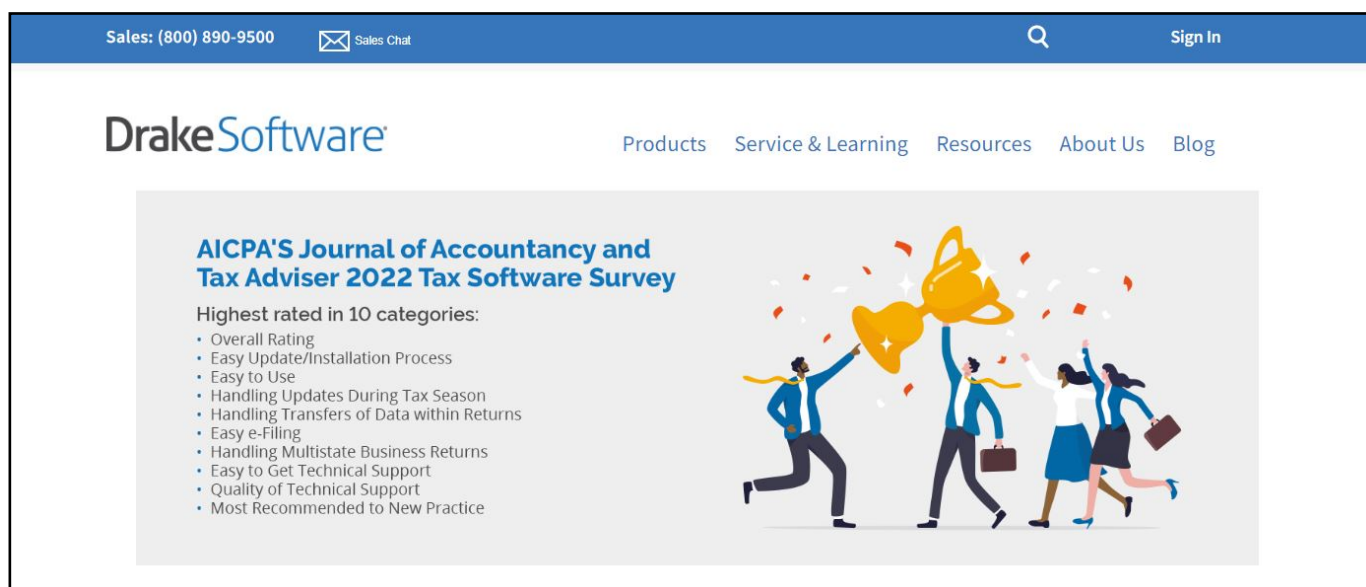 Sales: (800) 890-9500 Sales Chat Sign In
DrakeSoftware
Products Service & Learning Resources About Us Blog
AICPA'S Journal of Accountancy and
Tax Adviser 2022 Tax Software Survey
Highest rated in 10 categories:
• Overall Rating
• Easy Update/Installation Process
• Easy to Use
• Handling Updates During Tax Season
• Handling Transfers of Data within Returns
• Easy e-Filing
• Handling Multistate Business Returns
• Easy to Get Technical Support
• Quality of Technical Support
• Most Recommended to New Practice